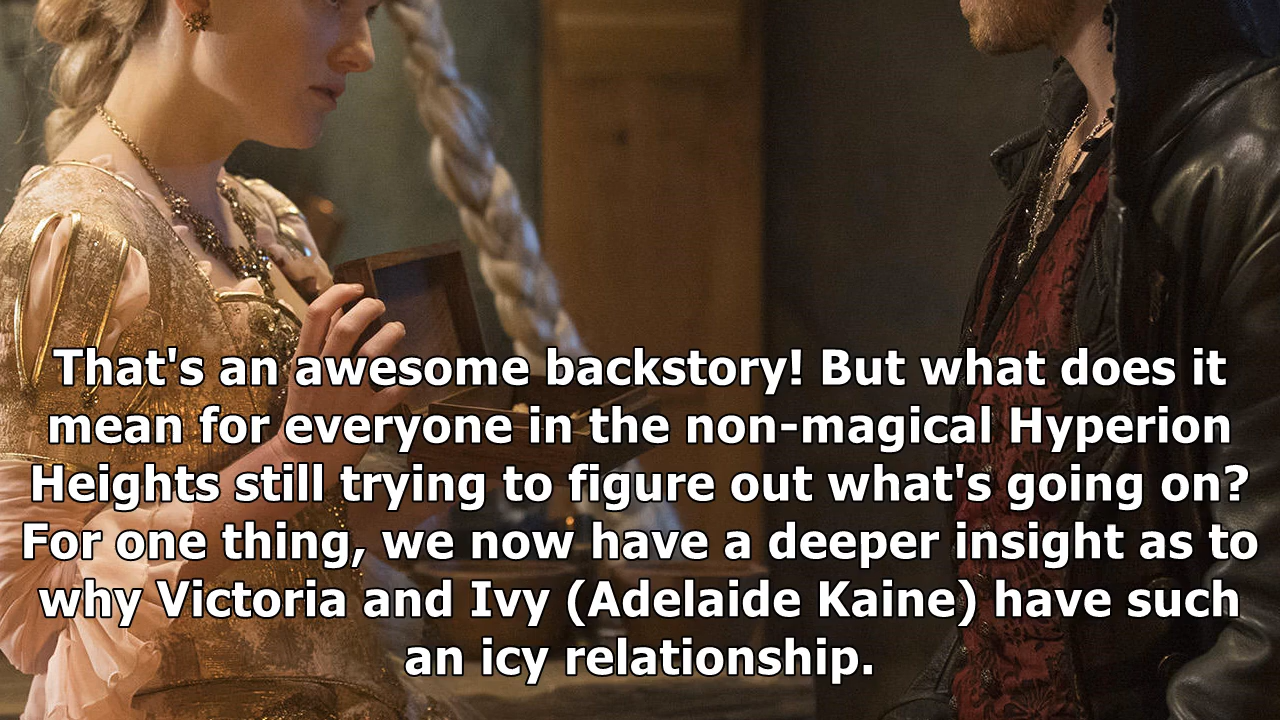 That's an awesome backstory! But what does it
mean for everyone in the non-magical Hyperion
Heights still trying to figure out what's going on?
For one thing, we now have a deeper insight as to
why Victoria and Ivy (Adelaide Kaine) have such
an icy relationship.